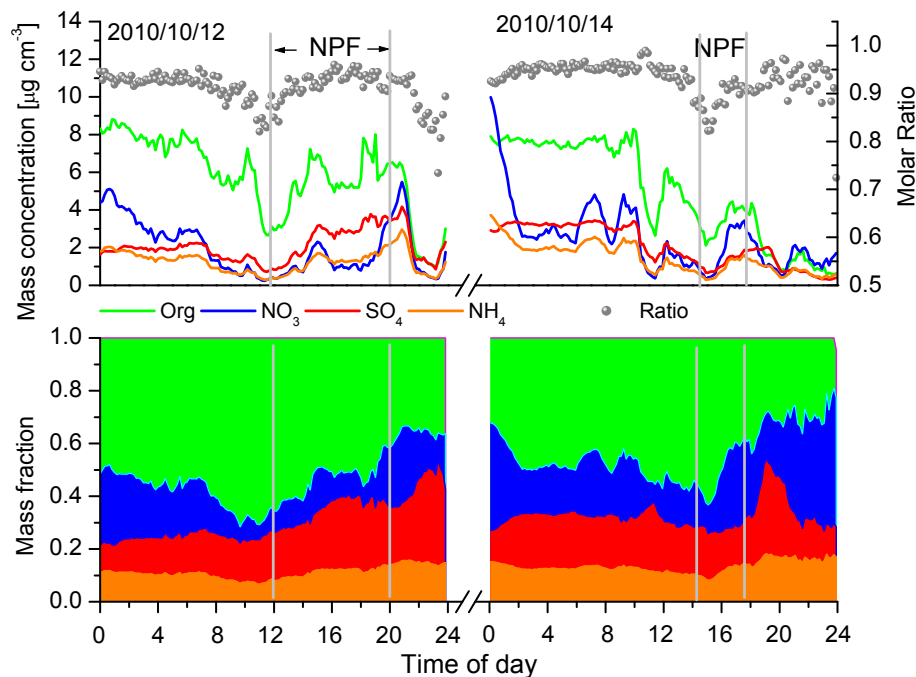 2010/10/12
2010/10/14
NPF
NPF
Mass concentration [µg cm-3]
14
12
10
8
6
4
2
0
Molar Ratio
1.0
0.9
0.8
0.7
0.6
0.5
Org
NO3
SO4
NH4
Ratio
Mass fraction
1.0
0.8
0.6
0.4
0.2
0.0
0 4 8 12 16 20 24
0 4 8 12 16 20 24
Time of day